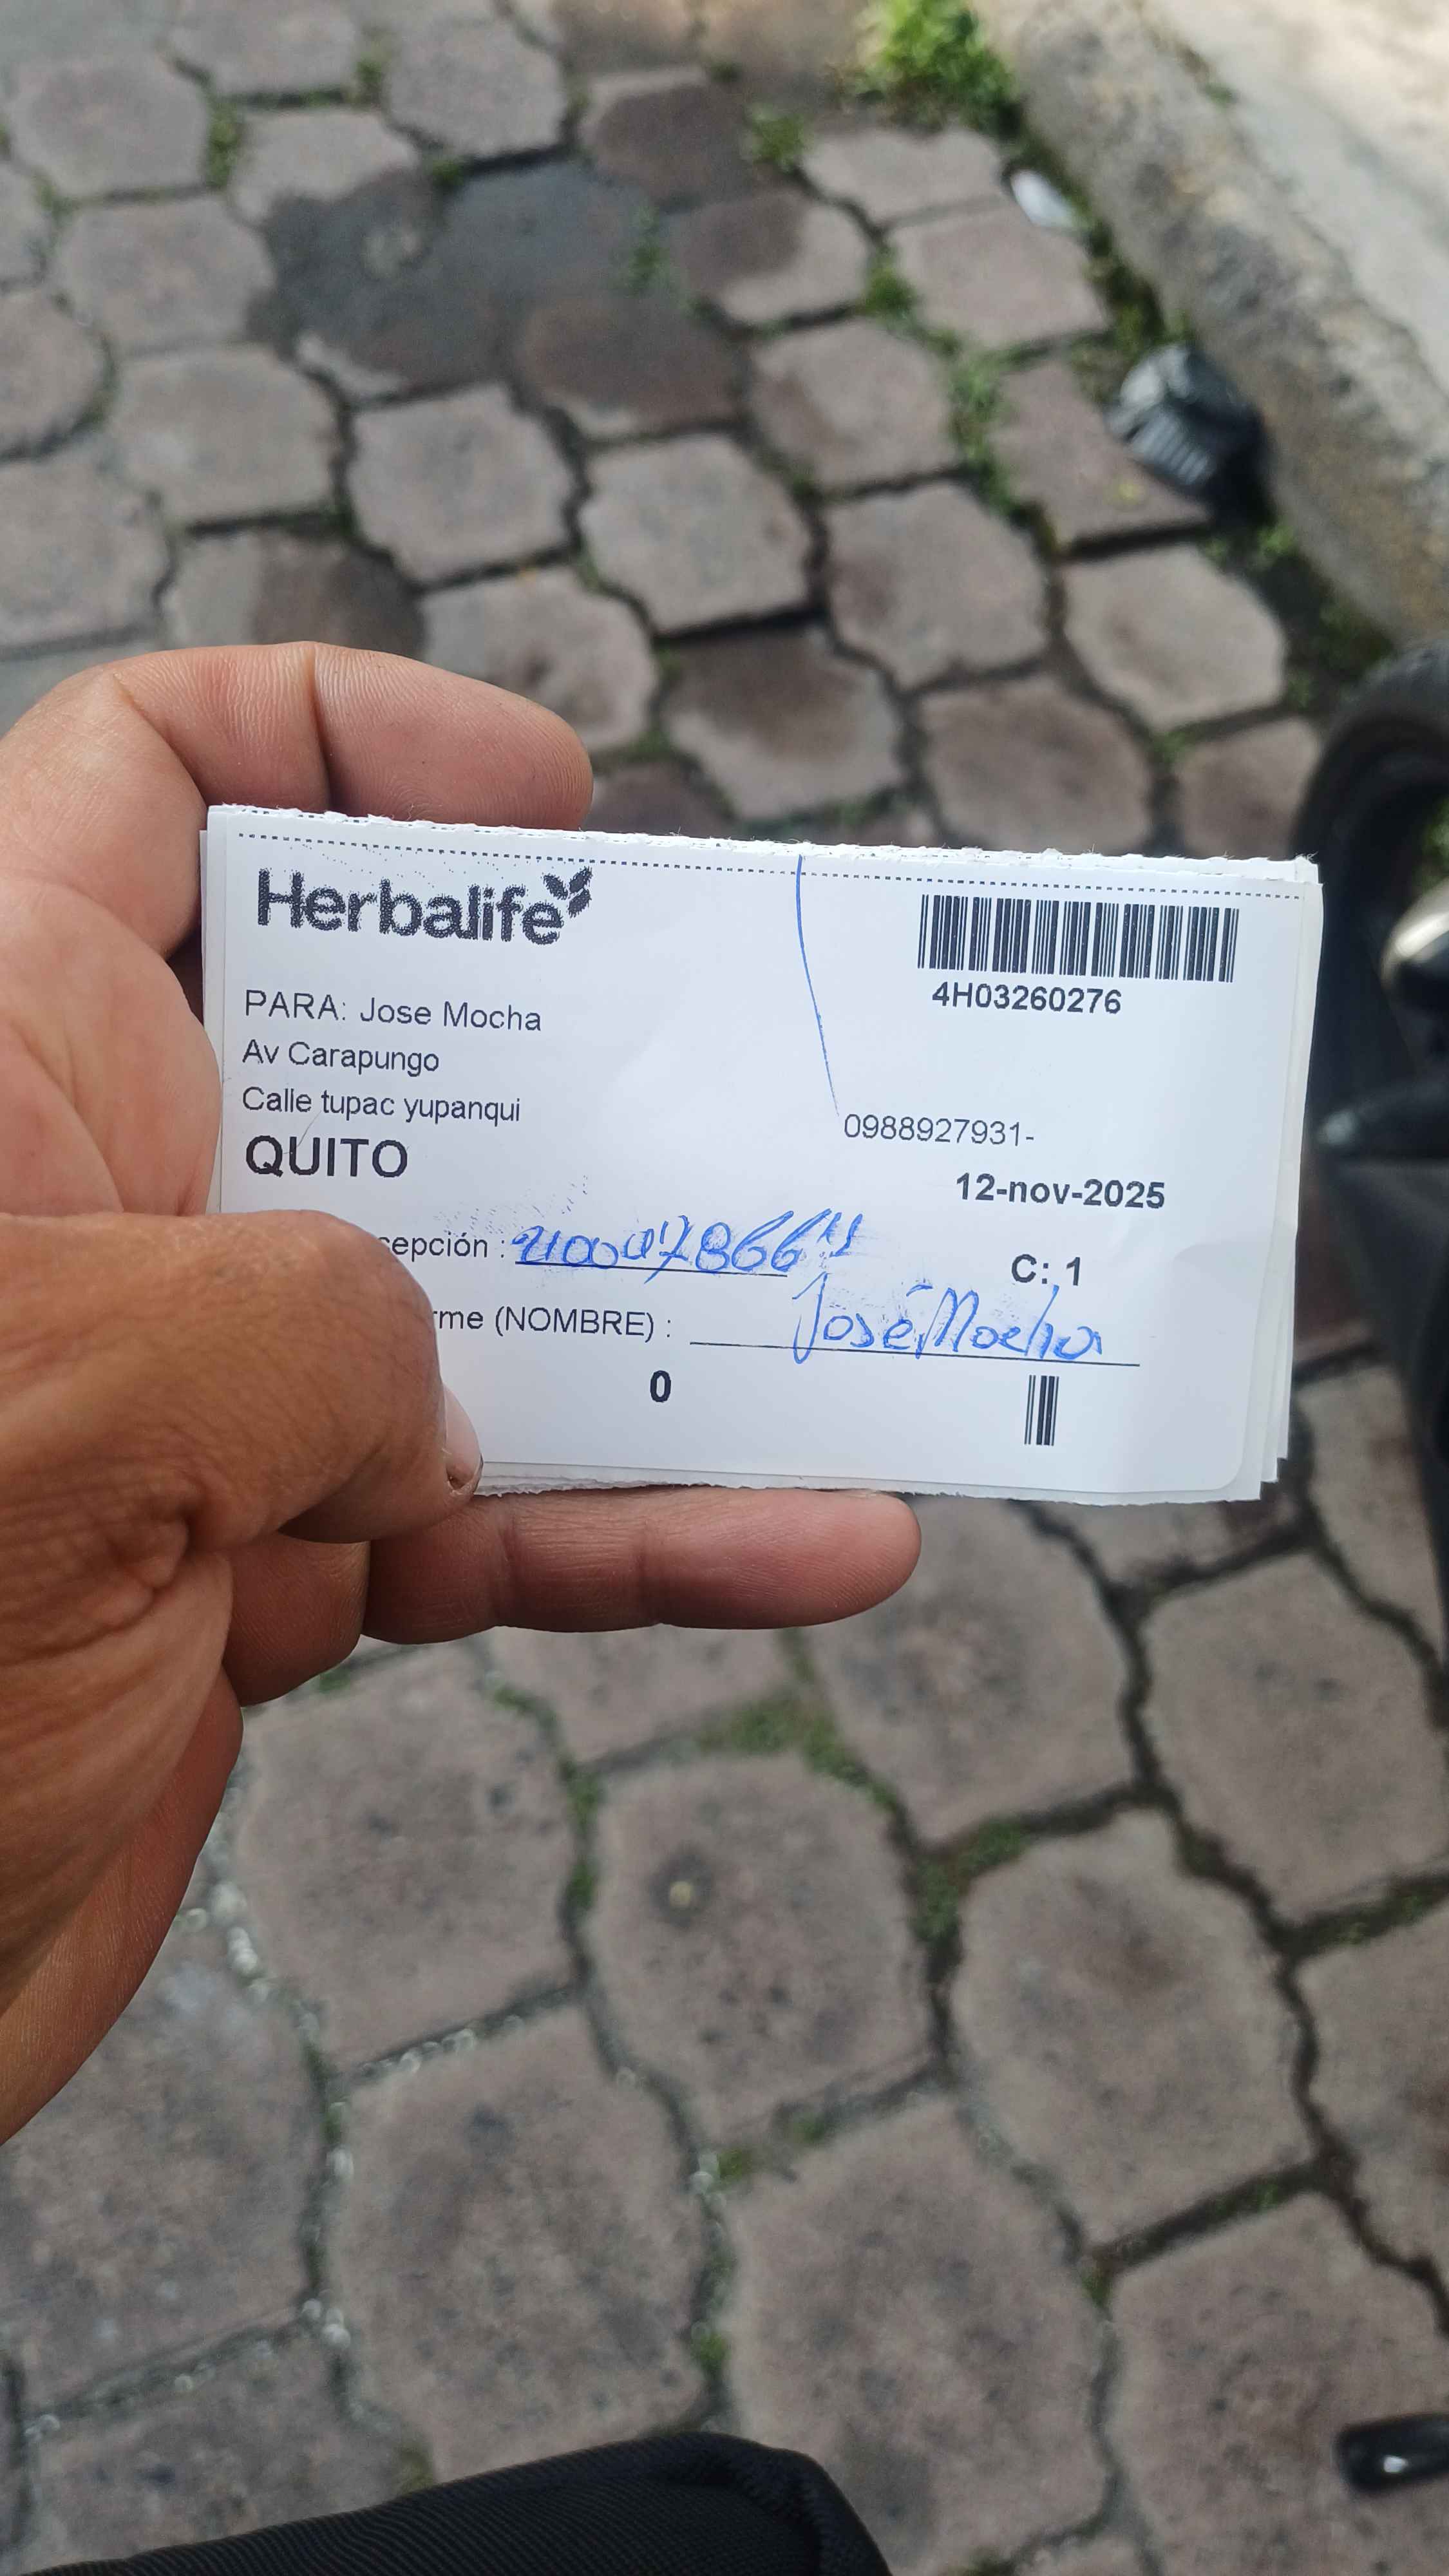 Herbalife
4H03260276
PARA: Jose Mocha
Av Carapungo
Calle tupac yupanqui
0988927931-
QUITO
12-nov-2025
cepción :
C: 1
rme (NOMBRE) : José Mocha
0